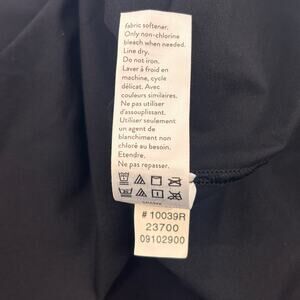 fabric softener.
Only non-chlorine
bleach when needed.
Line dry.
Do not iron.
Laver à froid en
machine, cycle
délicat. Avec
couleurs similaires.
Ne pas utiliser
d'assouplissant.
Utiliser seulement
un agent de
blanchiment non
chloré au besoin.
Etendre.
Ne pas repasser.
# 10039R
23700
09102900